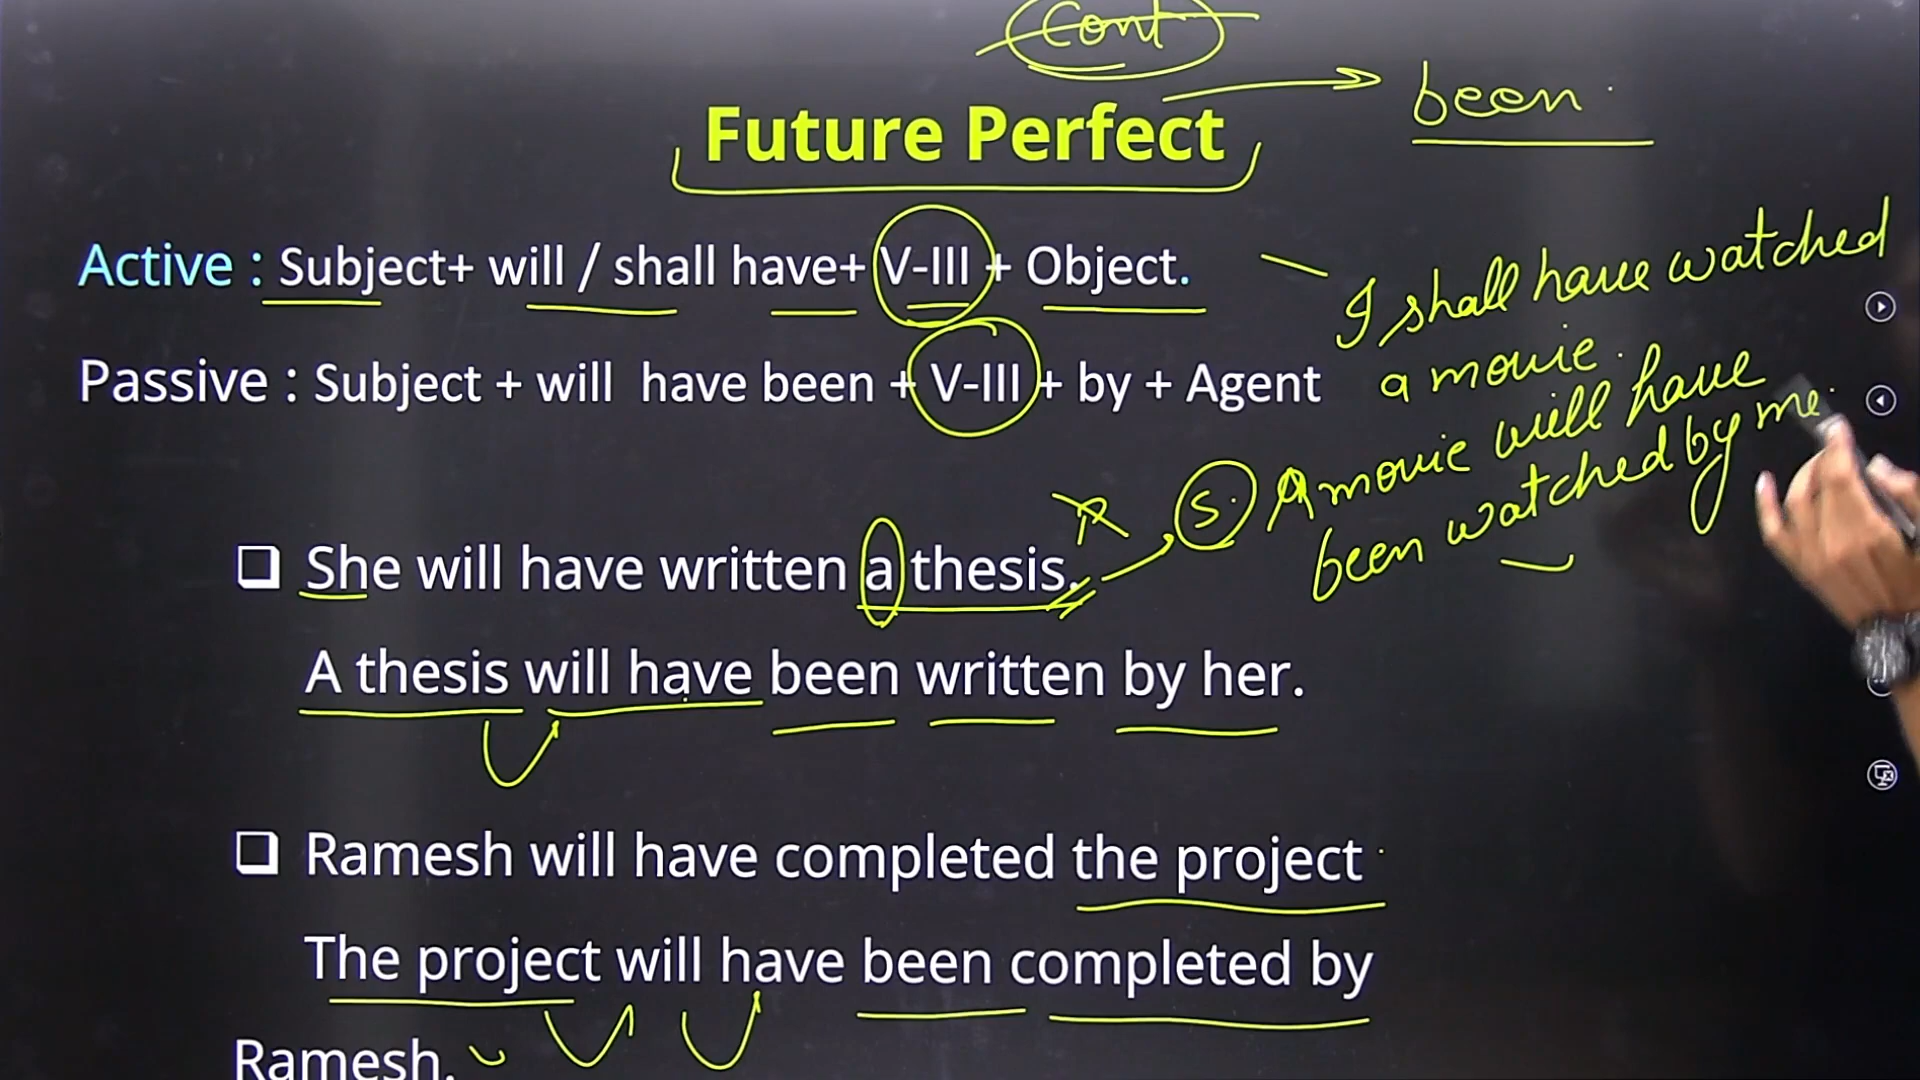 Cont
been
Future Perfect
Active : Subject+ will / shall have+ V-III + Object.
Passive : Subject + will have been + V-III + by + Agent
I shall have watched
a movie.
S. A movie will have
been watched by me.
She will have written a thesis.
A thesis will have been written by her.
Ramesh will have completed the project
The project will have been completed by
Ramesh.